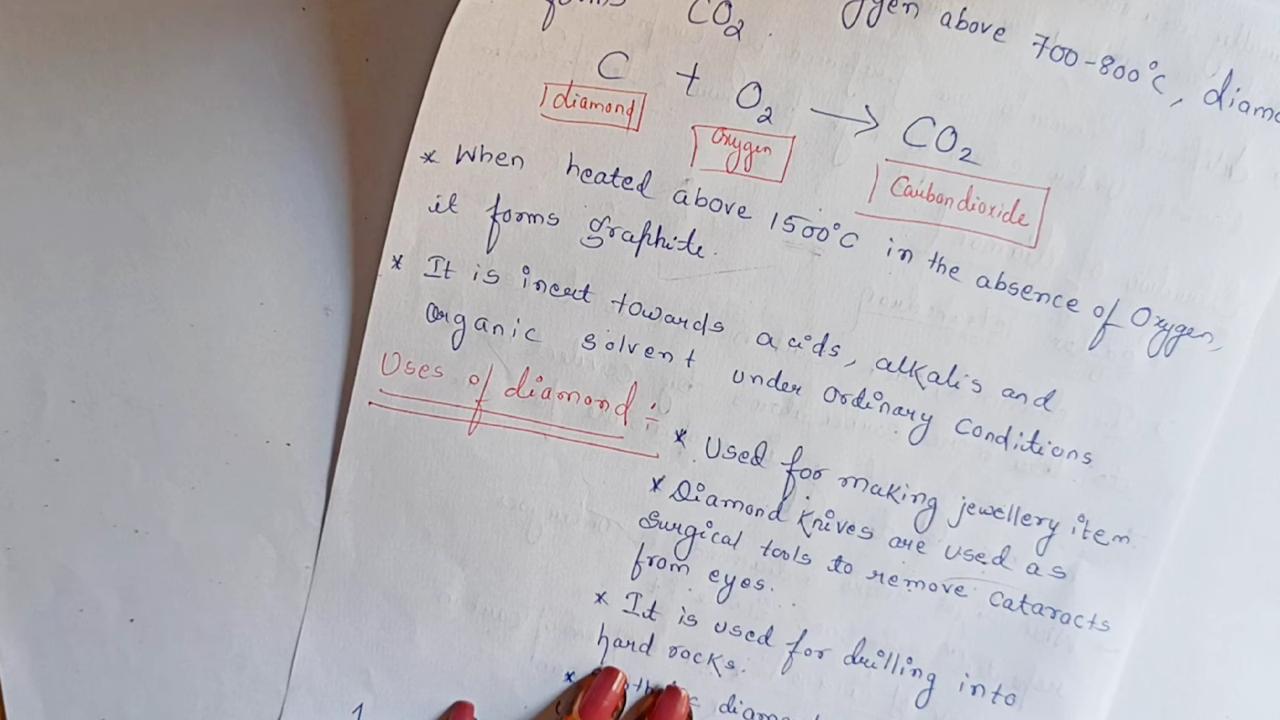 forms CO2. above 700-800°C,
C + O2 → CO2
diamond Oxygen Carbondioxide
* When heated above 1500°C in the absence of Oxygen,
it forms graphite.
* It is inert towards acids, alkalis and
organic solvent under ordinary conditions
Uses of diamond :-
* Used for making jewellery item
* Diamond knives are used as
surgical tools to remove cataracts
from eyes.
* It is used for drilling into
hard rocks.
*
1